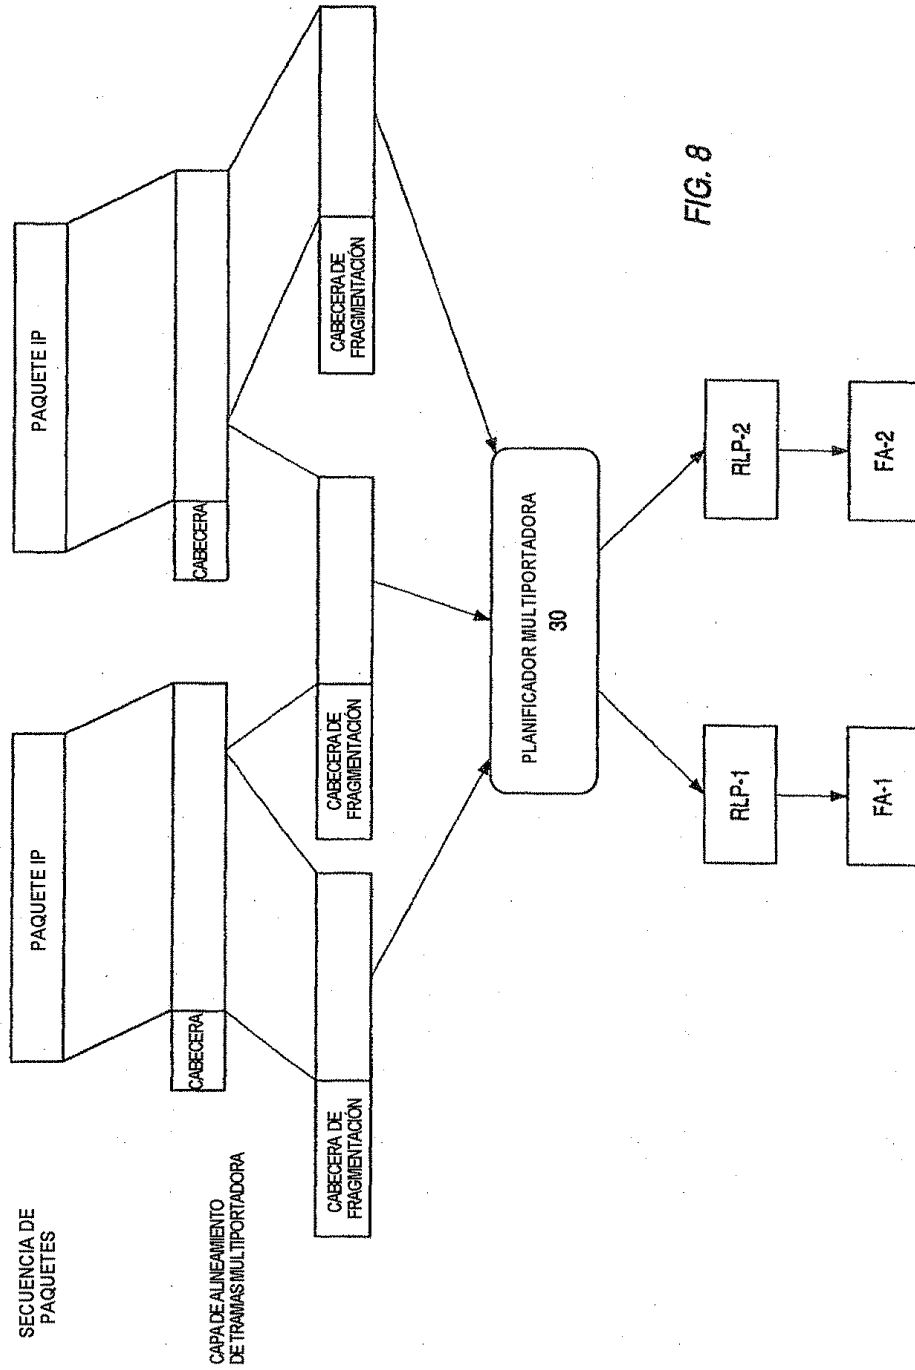 SECUENCIA DE
PAQUETES
PAQUETE IP
PAQUETE IP
CAPA DE ALINEAMIENTO
DE TRAMAS MULTIPORTADORA
CABECERA
CABECERA
CABECERA DE
FRAGMENTACIÓN
CABECERA DE
FRAGMENTACIÓN
CABECERA DE
FRAGMENTACIÓN
PLANIFICADOR MULTIPORTADORA
30
RLP-1
RLP-2
FA-1
FA-2
FIG. 8